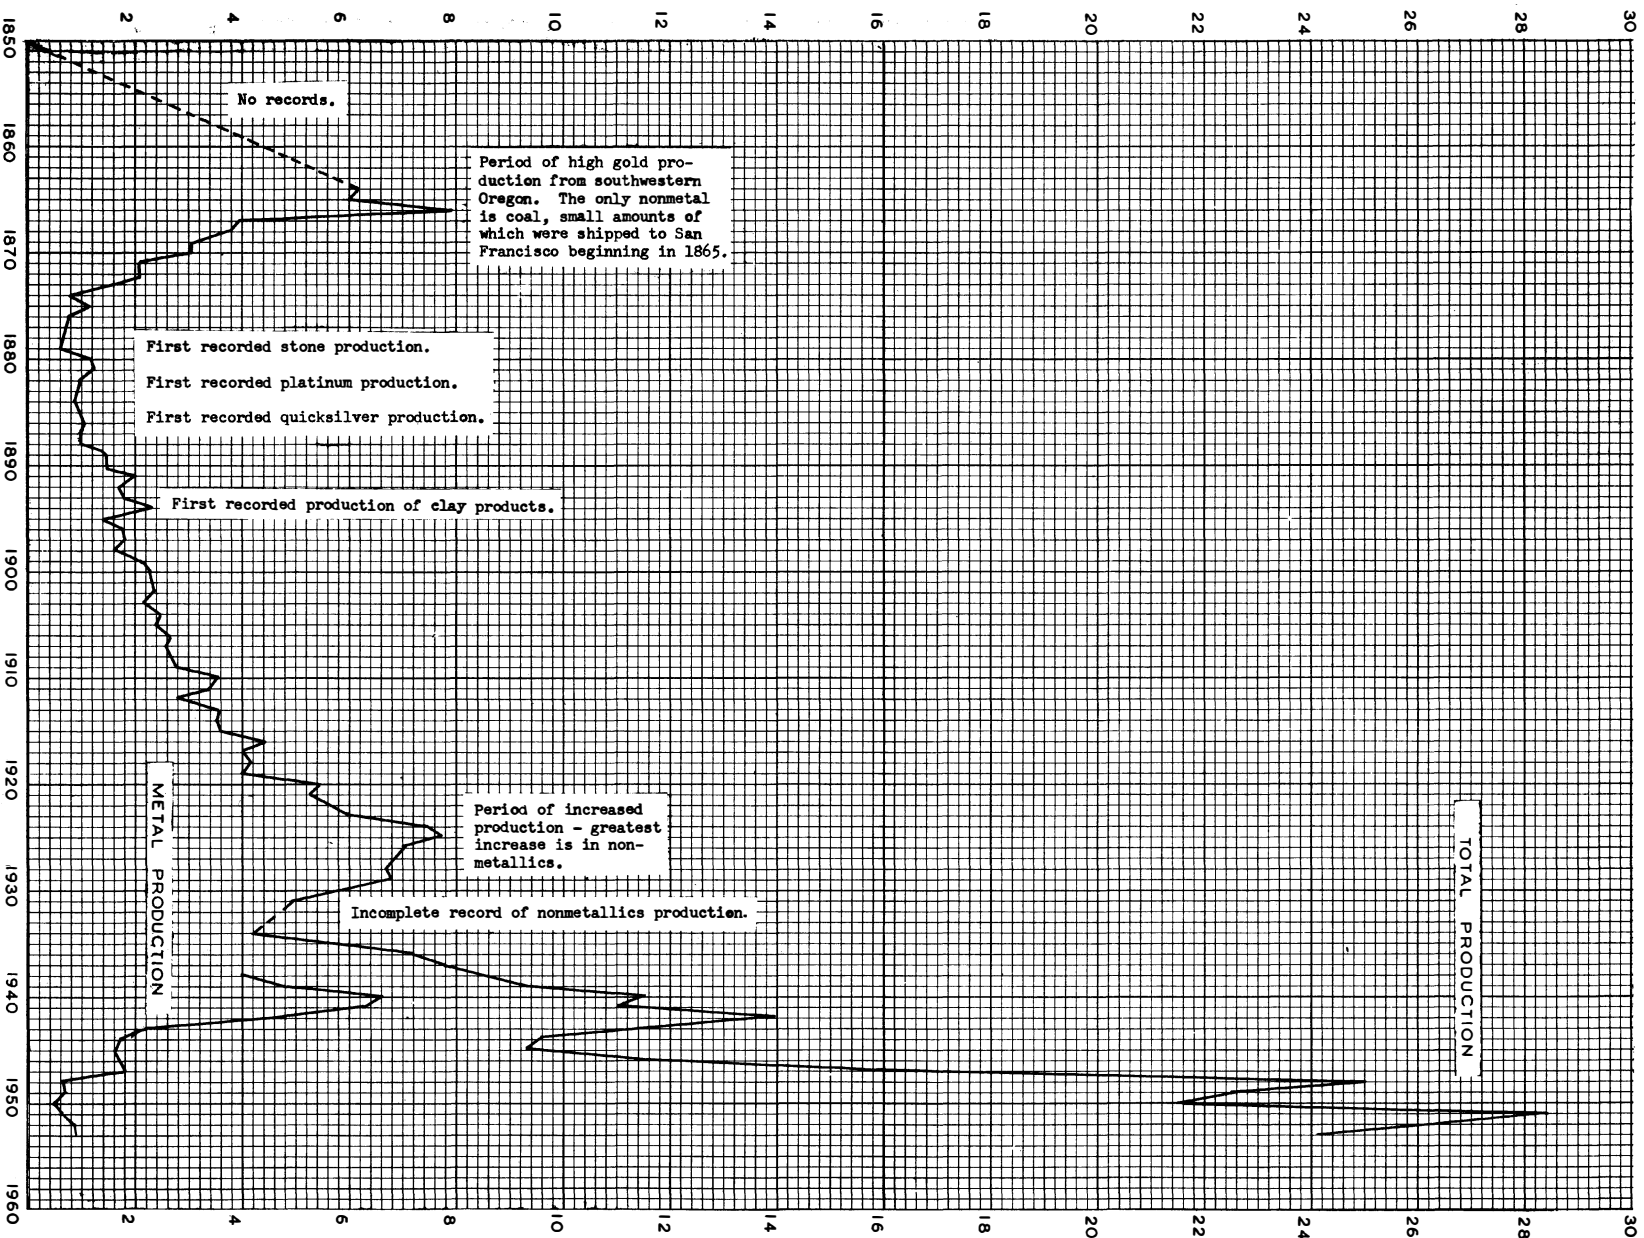 2 4 6 8 10 12 14 16 18 20 22 24 26 28 30
1850
No records.
1860
Period of high gold pro-
duction from southwestern
Oregon. The only nonmetal
is coal, small amounts of
which were shipped to San
Francisco beginning in 1865.
1870
First recorded stone production.
1880
First recorded platinum production.
First recorded quicksilver production.
1890
First recorded production of clay products.
1900
1910
1920
METAL PRODUCTION
Period of increased
production - greatest
increase is in non-
metallics.
TOTAL PRODUCTION
1930
Incomplete record of nonmetallics production.
1940
1950
1960
2 4 6 8 10 12 14 16 18 20 22 24 26 28 30